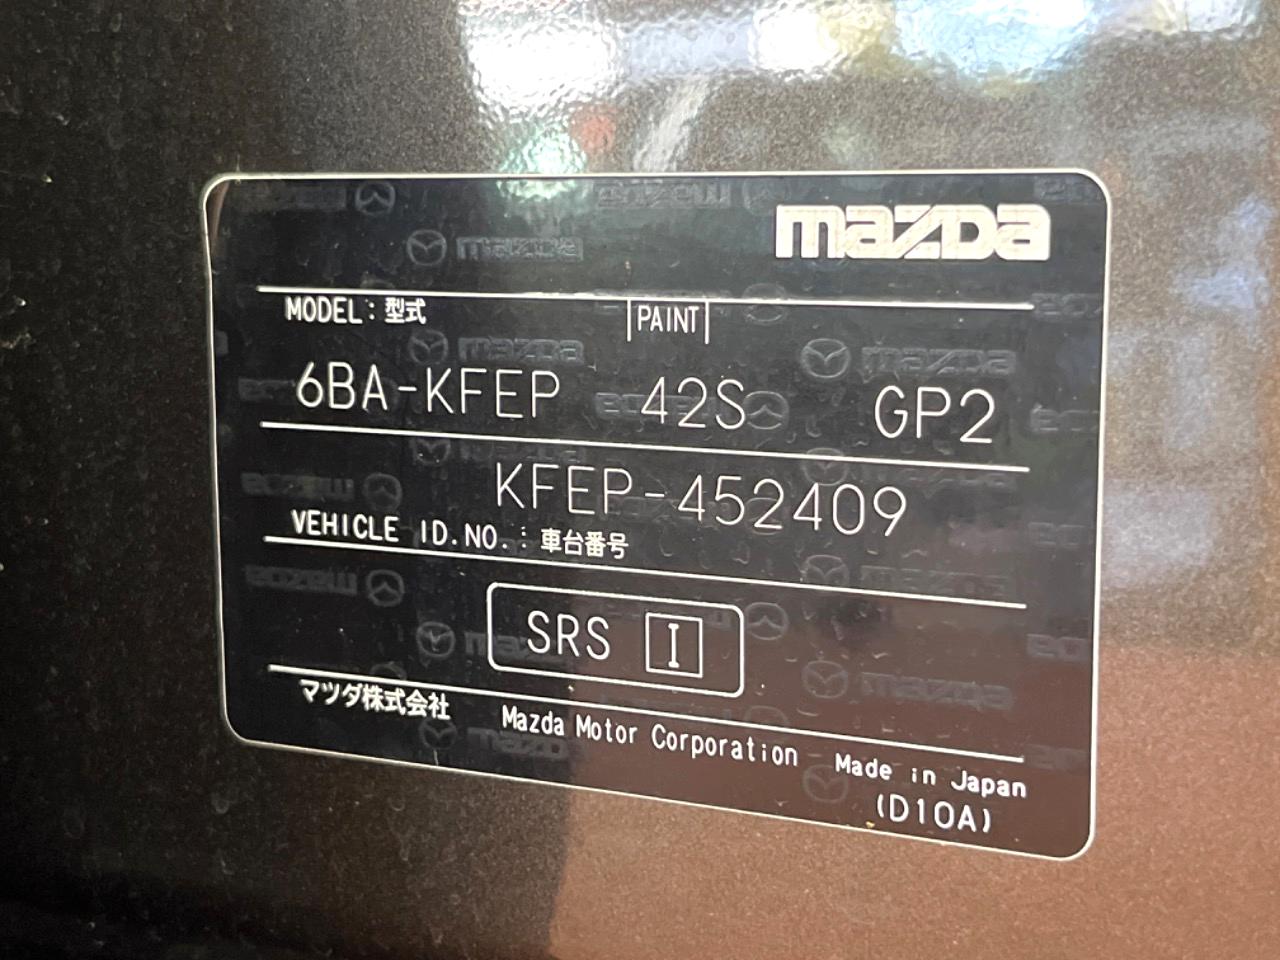 mazda
MODEL : 型式 PAINT
6BA-KFEP 42S GP2
KFEP-452409
VEHICLE ID.NO. : 車台番号
SRS I
マツダ株式会社 Mazda Motor Corporation Made in Japan
(D10A)